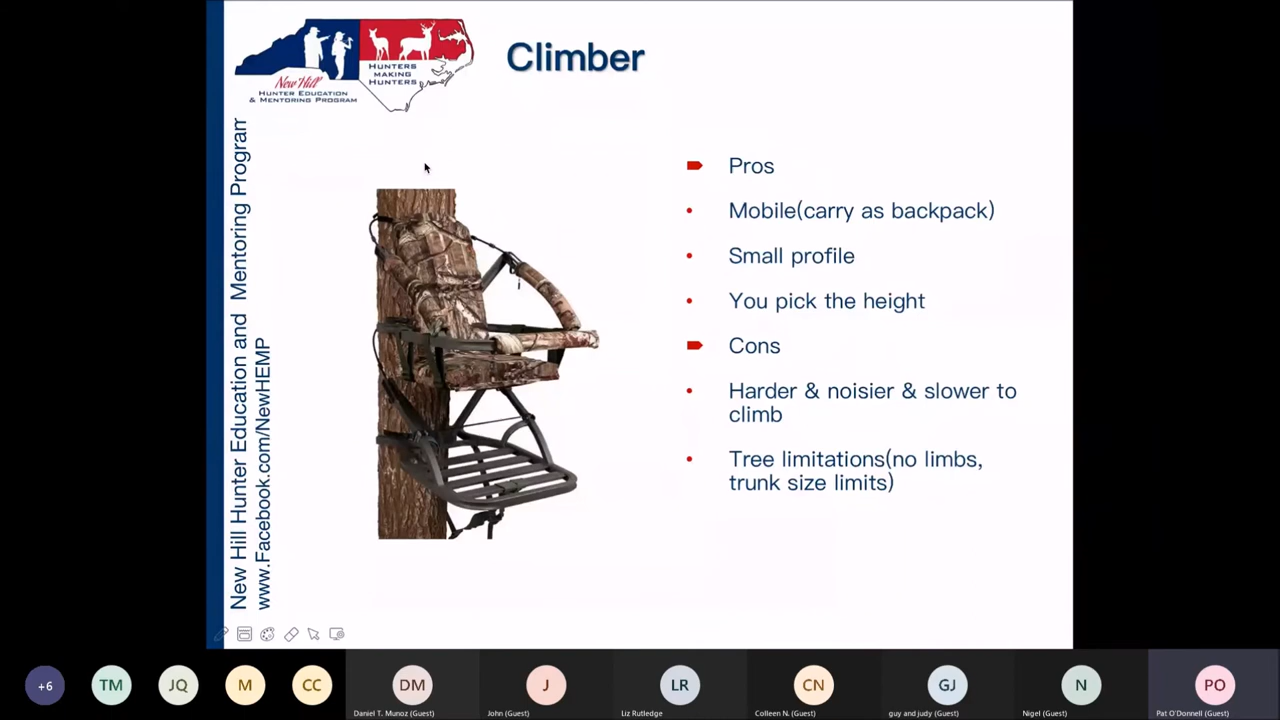 New Hill
HUNTER EDUCATION
& MENTORING PROGRAM
HUNTERS
MAKING
HUNTERS
Climber
New Hill Hunter Education and Mentoring Program
www.Facebook.com/NewHEMP
Pros
Mobile(carry as backpack)
Small profile
You pick the height
Cons
Harder & noisier & slower to
climb
Tree limitations(no limbs,
trunk size limits)
+6
TM
JQ
M
CC
DM
J
LR
CN
GJ
N
PO
Daniel T. Munoz (Guest)
John (Guest)
Liz Rutledge
Colleen N. (Guest)
guy and judy (Guest)
Nigel (Guest)
Pat O'Donnell (Guest)